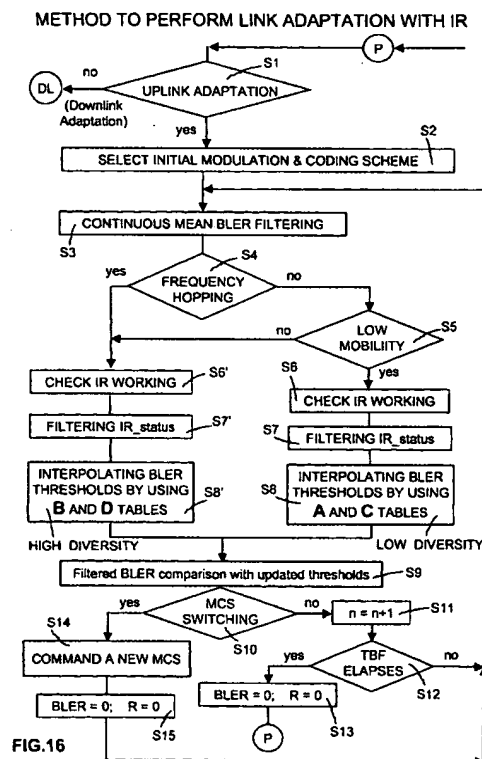 METHOD TO PERFORM LINK ADAPTATION WITH IR
P
S1
no
DL
UPLINK ADAPTATION
(Downlink
Adaptation)
yes
S2
SELECT INITIAL MODULATION & CODING SCHEME
CONTINUOUS MEAN BLER FILTERING
S3
S4
yes
FREQUENCY
HOPPING
no
no
LOW
MOBILITY
S5
yes
S6'
CHECK IR WORKING
S6
CHECK IR WORKING
S7'
FILTERING IR_status
S7
FILTERING IR_status
INTERPOLATING BLER
THRESHOLDS BY USING
B AND D TABLES
S8'
INTERPOLATING BLER
THRESHOLDS BY USING
A AND C TABLES
S8
HIGH DIVERSITY
LOW DIVERSITY
Filtered BLER comparison with updated thresholds
S9
yes
MCS
SWITCHING
no
S10
n = n+1
S11
S14
COMMAND A NEW MCS
yes
TBF
ELAPSES
no
S12
BLER = 0; R = 0
S15
BLER = 0; R = 0
S13
P
FIG.16